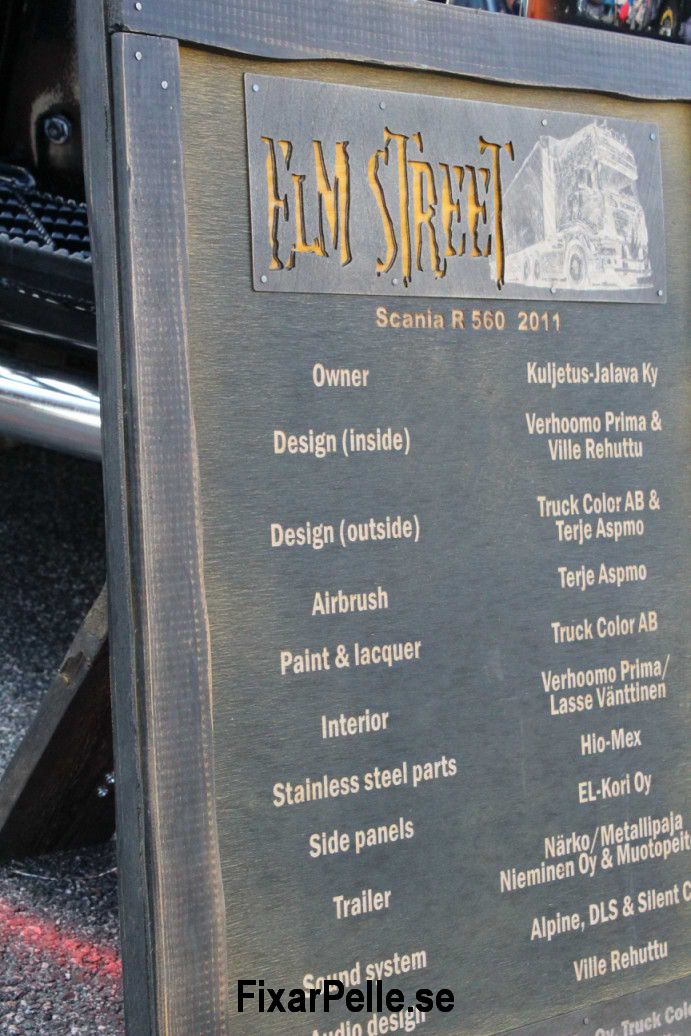 ELM STREET
Scania R 560 2011
Owner Kuljetus-Jalava Ky
Design (inside) Verhoomo Prima &
Ville Rehuttu
Design (outside) Truck Color AB &
Terje Aspmo
Airbrush Terje Aspmo
Paint & lacquer Truck Color AB
Interior Verhoomo Prima/
Lasse Vänttinen
Stainless steel parts Hio-Mex
Side panels EL-Kori Oy
Trailer Närko/Metallipaja
Nieminen Oy &
Sound system Alpine, DLS & Silent
Audio design Ville Rehuttu
Truck
FixarPelle.se